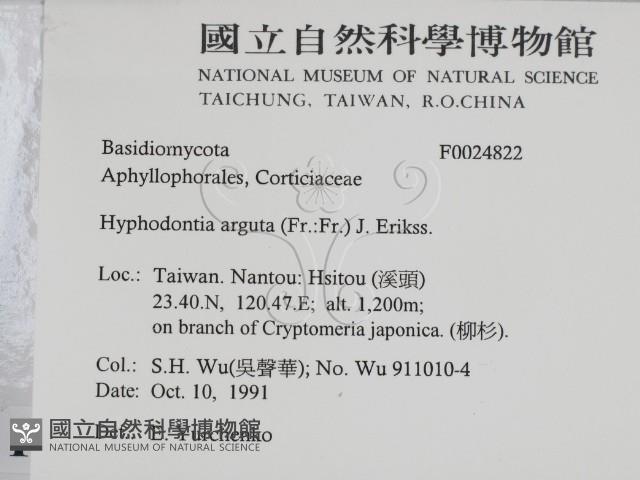 國立自然科學博物館
NATIONAL MUSEUM OF NATURAL SCIENCE
TAICHUNG, TAIWAN, R.O.CHINA
Basidiomycota F0024822
Aphyllophorales, Corticiaceae
Hyphodontia arguta (Fr.:Fr.) J. Erikss.
Loc.: Taiwan. Nantou: Hsitou (溪頭)
23.40.N, 120.47.E; alt. 1,200m;
on branch of Cryptomeria japonica. (柳杉).
Col.: S.H. Wu(吳聲華); No. Wu 911010-4
Date: Oct. 10, 1991
Det.: E. Yurchenko
國立自然科學博物館
NATIONAL MUSEUM OF NATURAL SCIENCE